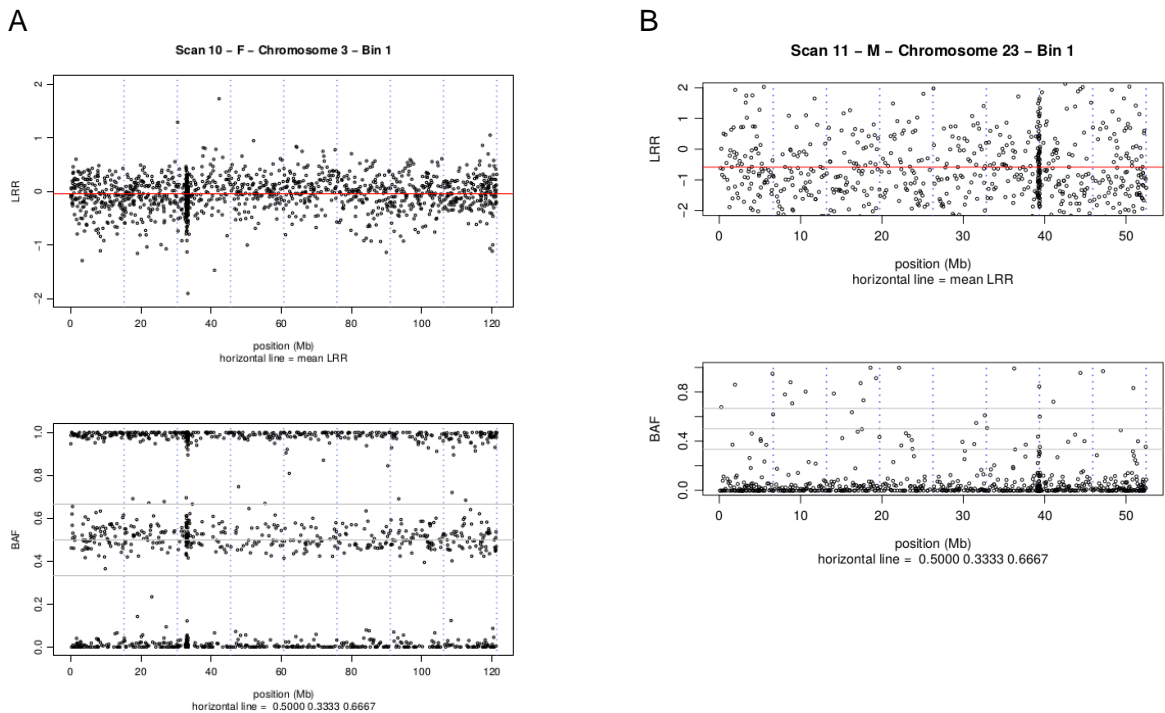 A
Scan 10 – F – Chromosome 3 – Bin 1
LRR
2
1
0
−1
−2
0 20 40 60 80 100 120
position (Mb)
horizontal line = mean LRR
BAF
1.0
0.8
0.6
0.4
0.2
0.0
0 20 40 60 80 100 120
position (Mb)
horizontal line = 0.5000 0.3333 0.6667
B
Scan 11 – M – Chromosome 23 – Bin 1
LRR
2
1
0
−1
−2
0 10 20 30 40 50
position (Mb)
horizontal line = mean LRR
BAF
0.8
0.4
0.0
0 10 20 30 40 50
position (Mb)
horizontal line = 0.5000 0.3333 0.6667